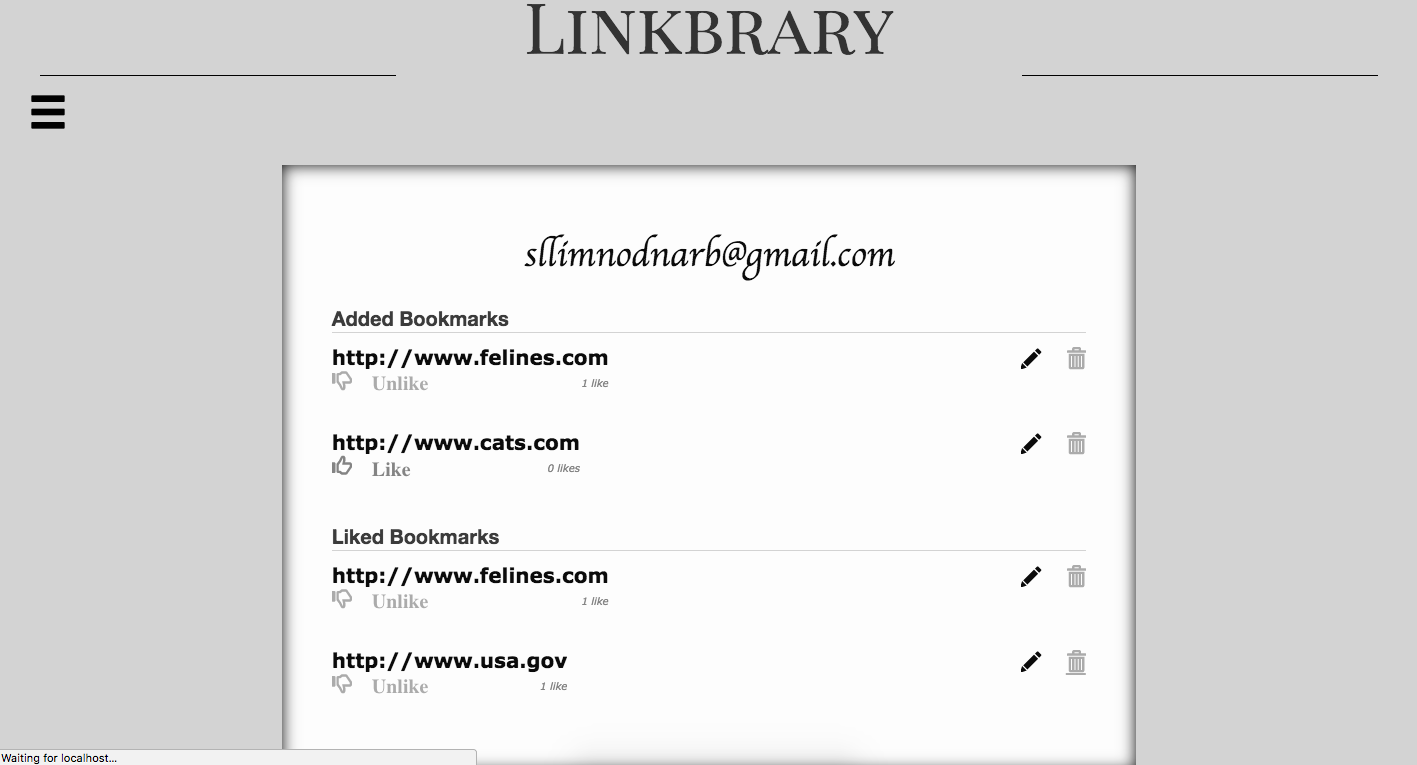 LINKBRARY
sllimnodnarb@gmail.com
Added Bookmarks
http://www.felines.com
Unlike 1 like
http://www.cats.com
Like 0 likes
Liked Bookmarks
http://www.felines.com
Unlike 1 like
http://www.usa.gov
Unlike 1 like
Waiting for localhost...